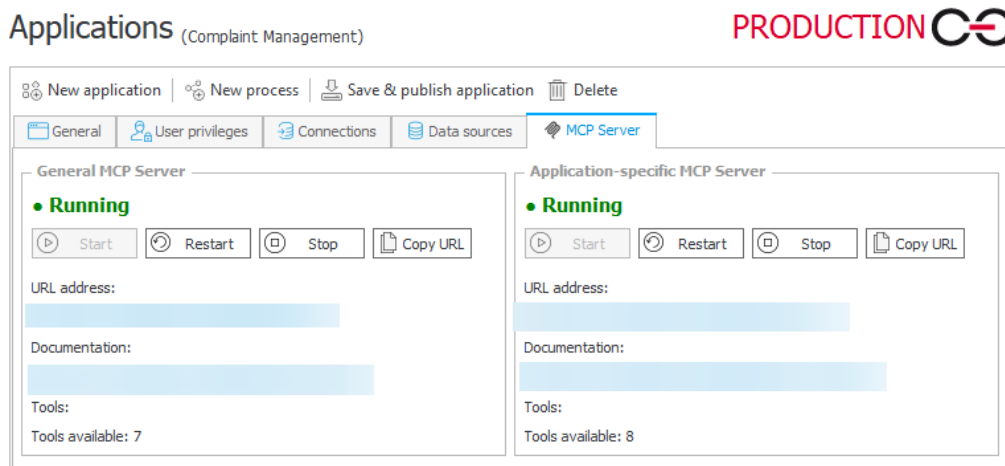 Applications (Complaint Management)
PRODUCTION
New application
New process
Save & publish application
Delete
General
User privileges
Connections
Data sources
MCP Server
General MCP Server
• Running
Start
Restart
Stop
Copy URL
URL address:
Documentation:
Tools:
Tools available: 7
Application-specific MCP Server
• Running
Start
Restart
Stop
Copy URL
URL address:
Documentation:
Tools:
Tools available: 8